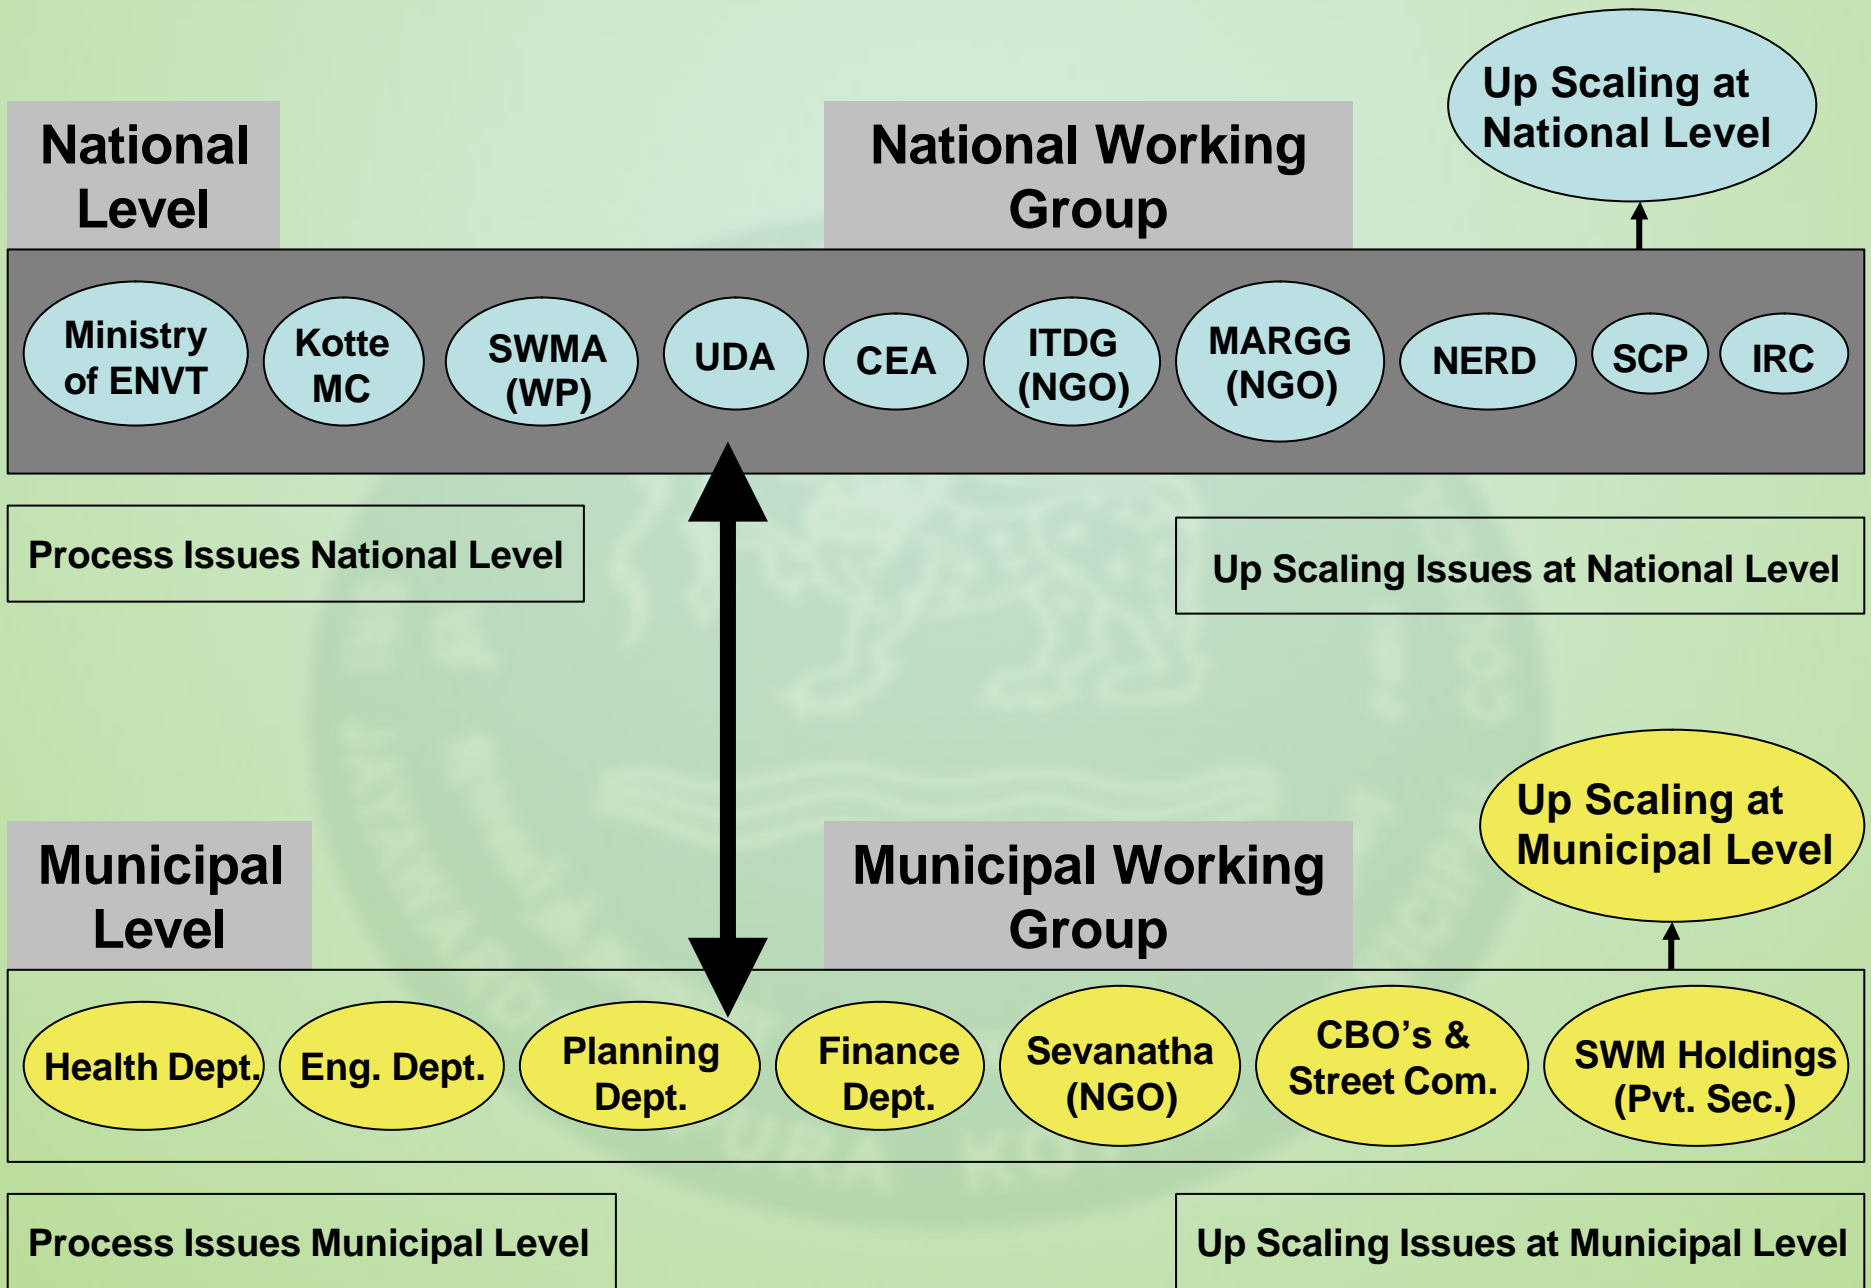 Up Scaling at
National Level
National
Level
National Working
Group
Ministry
of ENVT
Kotte
MC
SWMA
(WP)
UDA
CEA
ITDG
(NGO)
MARGG
(NGO)
NERD
SCP
IRC
Process Issues National Level
Up Scaling Issues at National Level
Up Scaling at
Municipal Level
Municipal
Level
Municipal Working
Group
Health Dept.
Eng. Dept.
Planning
Dept.
Finance
Dept.
Sevanatha
(NGO)
CBO's &
Street Com.
SWM Holdings
(Pvt. Sec.)
Process Issues Municipal Level
Up Scaling Issues at Municipal Level